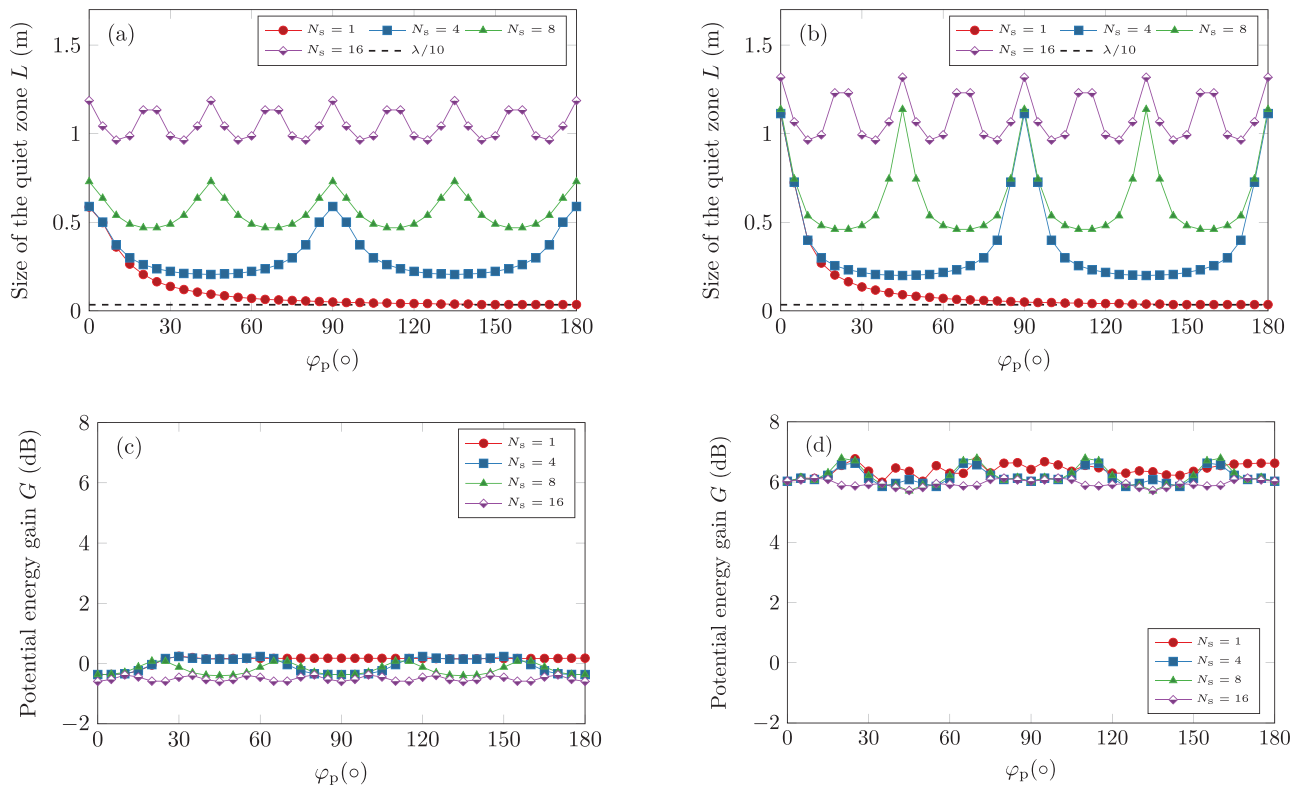 (a)
N_s = 1 N_s = 4 N_s = 8
N_s = 16 λ/10
Size of the quiet zone L (m)
1.5
1
0.5
0
0 30 60 90 120 150 180
φ_p(∘)
(b)
N_s = 1 N_s = 4 N_s = 8
N_s = 16 λ/10
Size of the quiet zone L (m)
1.5
1
0.5
0
0 30 60 90 120 150 180
φ_p(∘)
(c)
N_s = 1
N_s = 4
N_s = 8
N_s = 16
Potential energy gain G (dB)
8
6
4
2
0
−2
0 30 60 90 120 150 180
φ_p(∘)
(d)
N_s = 1
N_s = 4
N_s = 8
N_s = 16
Potential energy gain G (dB)
8
6
4
2
0
−2
0 30 60 90 120 150 180
φ_p(∘)